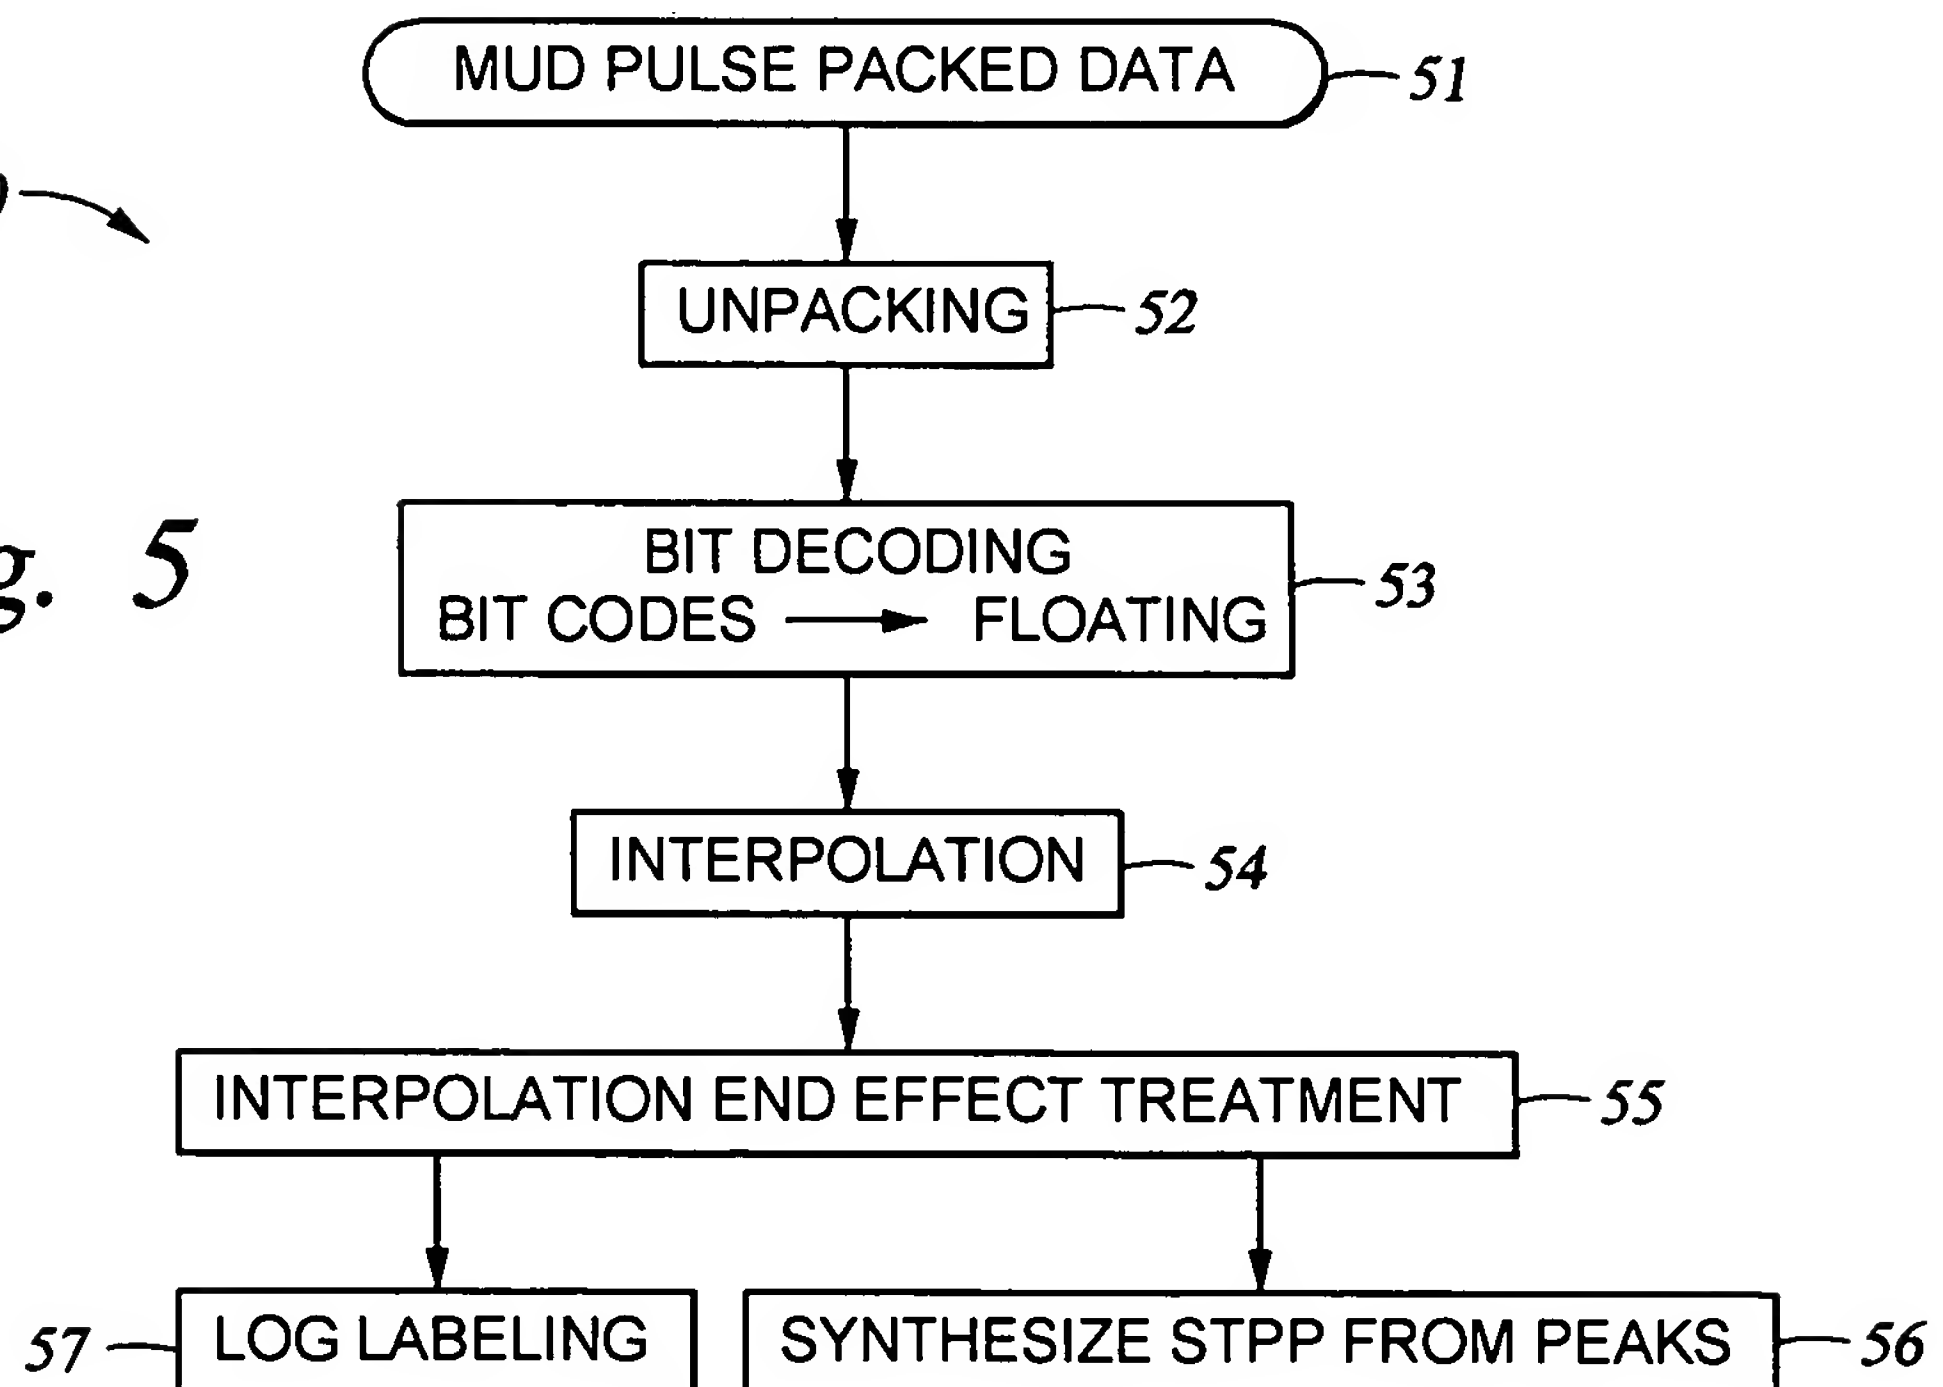 MUD PULSE PACKED DATA 51
UNPACKING 52
BIT DECODING
BIT CODES → FLOATING 53
g. 5
INTERPOLATION 54
INTERPOLATION END EFFECT TREATMENT 55
57 LOG LABELING
SYNTHESIZE STPP FROM PEAKS 56